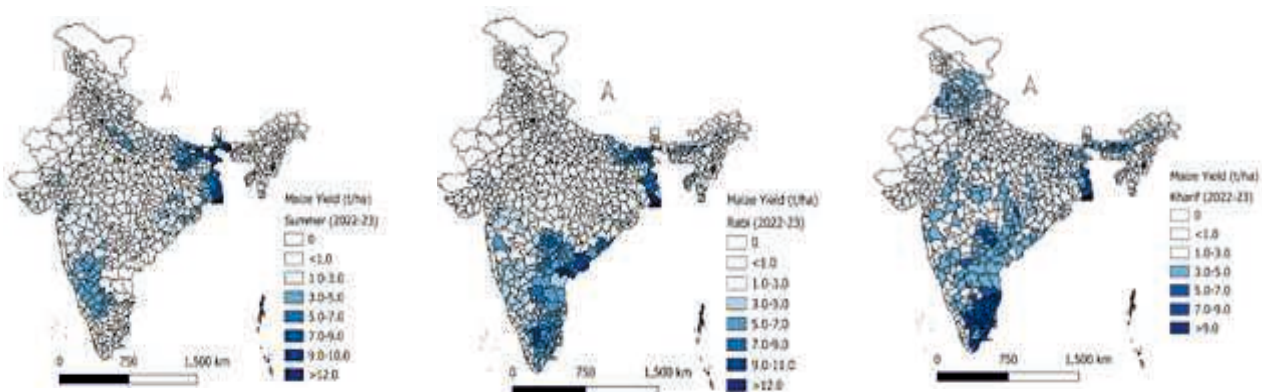 Maize Yield (t/ha)
Summer (2022-23)
0
<1.0
1.0-3.0
3.0-5.0
5.0-7.0
7.0-9.0
9.0-10.0
>12.0
0 750 1,500 km
Maize Yield (t/ha)
Rabi (2022-23)
0
<1.0
1.0-3.0
3.0-5.0
5.0-7.0
7.0-9.0
9.0-11.0
>12.0
0 750 1,500 km
Maize Yield (t/ha)
Kharif (2022-23)
0
<1.0
1.0-3.0
3.0-5.0
5.0-7.0
7.0-9.0
>9.0
0 750 1,500 km